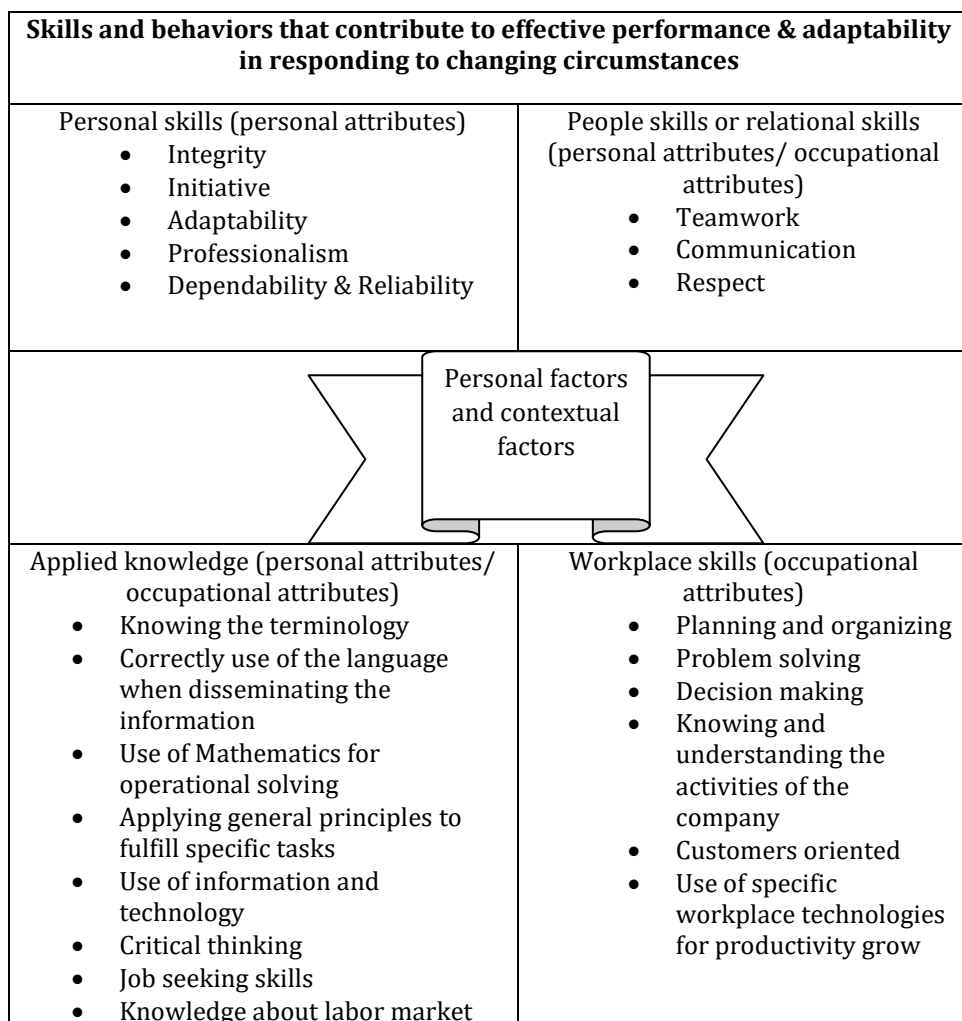 Skills and behaviors that contribute to effective performance & adaptability
in responding to changing circumstances
Personal skills (personal attributes)
• Integrity
• Initiative
• Adaptability
• Professionalism
• Dependability & Reliability
People skills or relational skills
(personal attributes/ occupational
attributes)
• Teamwork
• Communication
• Respect
Personal factors
and contextual
factors
Applied knowledge (personal attributes/
occupational attributes)
• Knowing the terminology
• Correctly use of the language
when disseminating the
information
• Use of Mathematics for
operational solving
• Applying general principles to
fulfill specific tasks
• Use of information and
technology
• Critical thinking
• Job seeking skills
• Knowledge about labor market
Workplace skills (occupational
attributes)
• Planning and organizing
• Problem solving
• Decision making
• Knowing and
understanding the
activities of the
company
• Customers oriented
• Use of specific
workplace technologies
for productivity grow